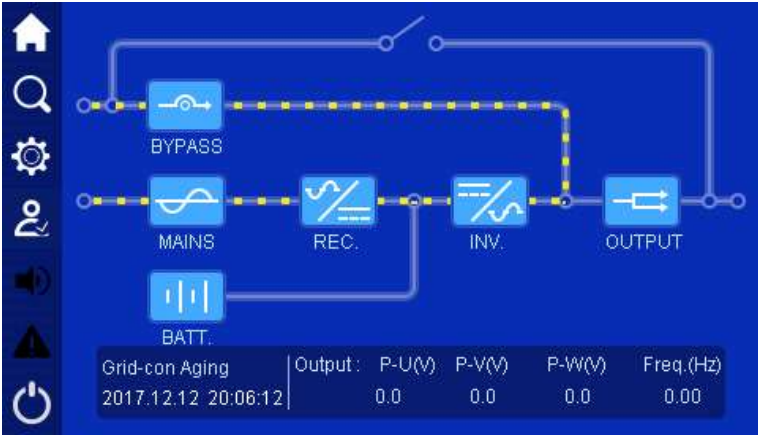 BYPASS
MAINS
REC.
INV.
OUTPUT
BATT.
Grid-con Aging
Output : P-U(V) P-V(V) P-W(V) Freq.(Hz)
2017.12.12 20:06:12
0.0 0.0 0.0 0.00